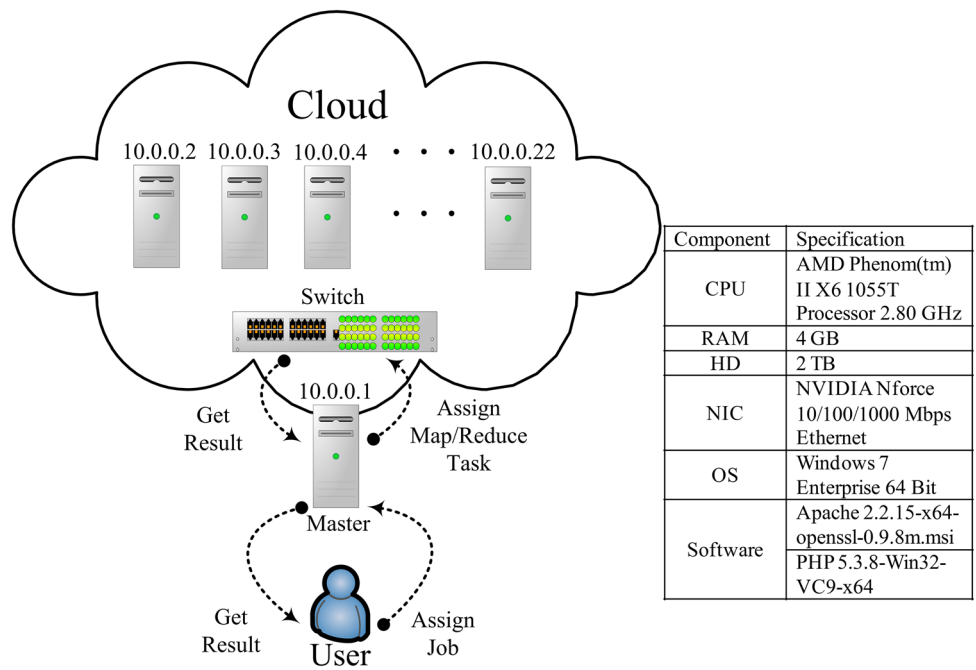 Cloud
10.0.0.2
10.0.0.3
10.0.0.4
10.0.0.22
Switch
10.0.0.1
Get
Result
Assign
Map/Reduce
Task
Master
Get
Result
Assign
Job
User
Component Specification
CPU
AMD Phenom(tm)
II X6 1055T
Processor 2.80 GHz
RAM 4 GB
HD 2 TB
NIC
NVIDIA Nforce
10/100/1000 Mbps
Ethernet
OS
Windows 7
Enterprise 64 Bit
Software
Apache 2.2.15-x64-
openssl-0.9.8m.msi
PHP 5.3.8-Win32-
VC9-x64